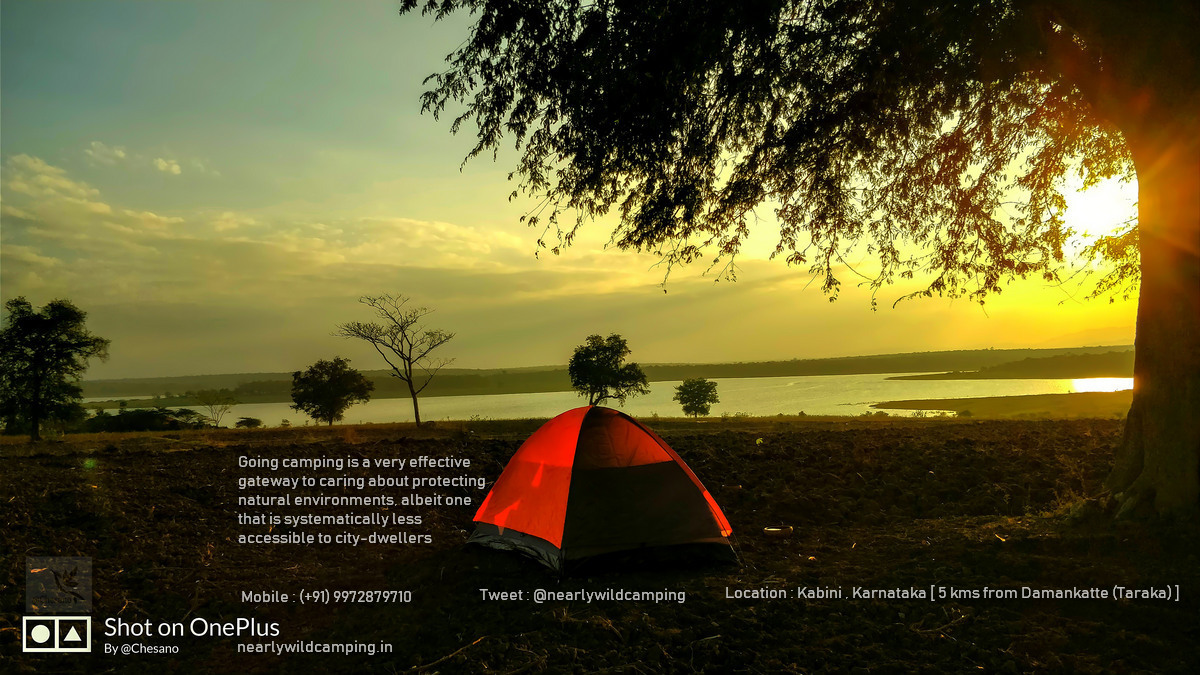 Going camping is a very effective
gateway to caring about protecting
natural environments, albeit one
that is systematically less
accessible to city-dwellers
Mobile : (+91) 9972879710
Tweet : @nearlywildcamping
Location : Kabini , Karnataka [ 5 kms from Damankatte (Taraka) ]
Shot on OnePlus
By @Chesano
nearlywildcamping.in